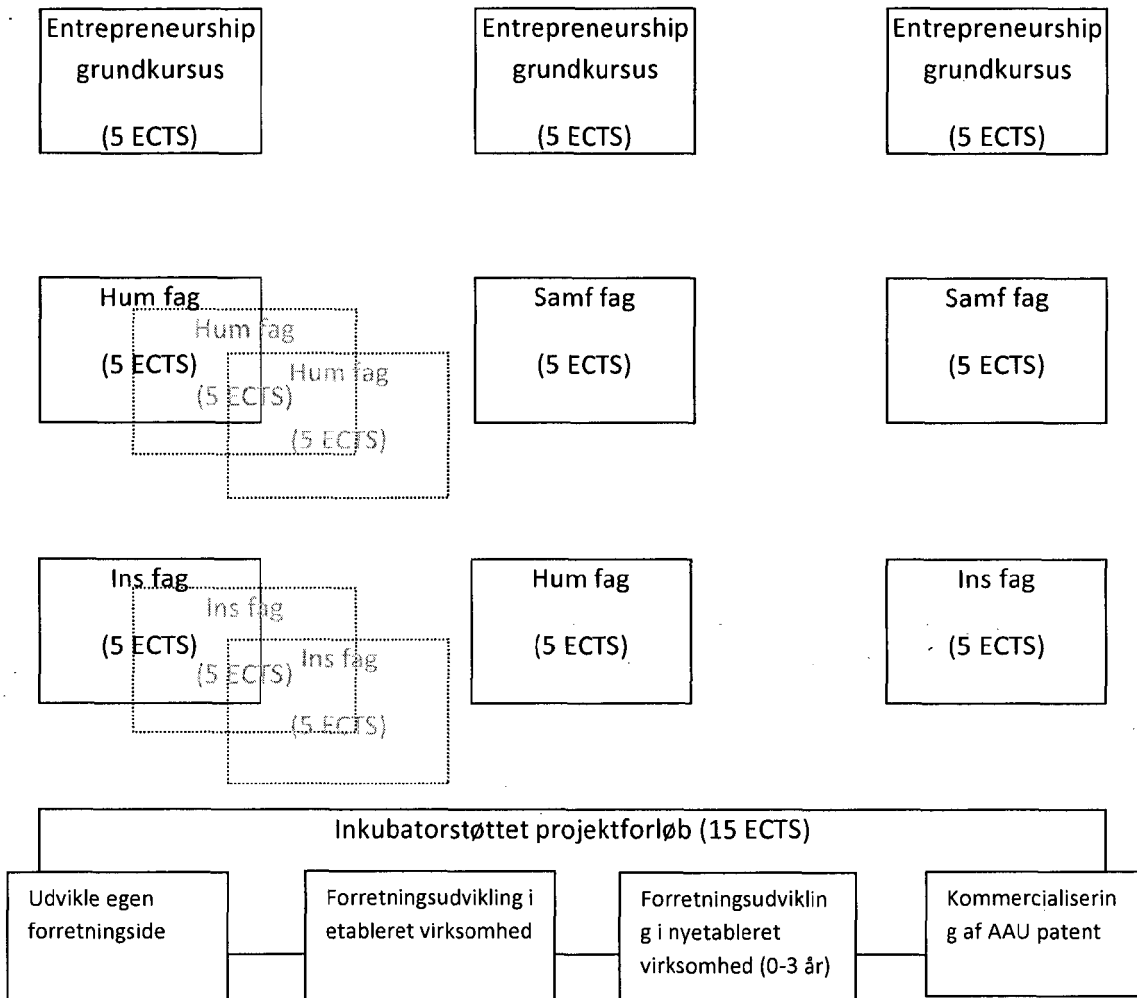 Entrepreneurship
grundkursus
(5 ECTS)
Entrepreneurship
grundkursus
(5 ECTS)
Entrepreneurship
grundkursus
(5 ECTS)
Hum fag
(5 ECTS)
Hum fag
(5 ECTS)
Hum fag
(5 ECTS)
Samf fag
(5 ECTS)
Samf fag
(5 ECTS)
Ins fag
(5 ECTS)
Ins fag
(5 ECTS)
Ins fag
(5 ECTS)
Hum fag
(5 ECTS)
Ins fag
(5 ECTS)
Inkubatorstøttet projektforløb (15 ECTS)
Udvikle egen
forretningside
Forretningsudvikling i
etableret virksomhed
Forretningsudviklin
g i nyetableret
virksomhed (0-3 år)
Kommercialiserin
g af AAU patent